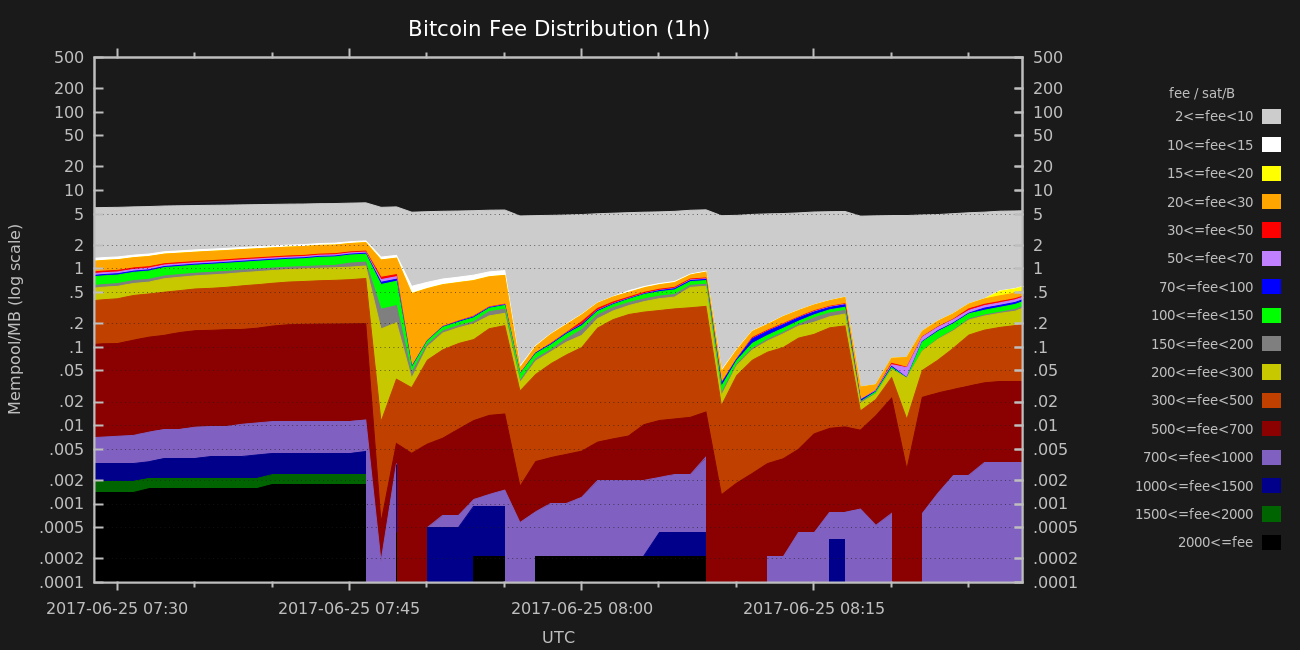 Bitcoin Fee Distribution (1h)
500 500
200 200
100 100
50 50
20 20
10 10
5 5
2 2
1 1
.5 .5
.2 .2
.1 .1
.05 .05
.02 .02
.01 .01
.005 .005
.002 .002
.001 .001
.0005 .0005
.0002 .0002
.0001 .0001
Mempool/MB (log scale)
2017-06-25 07:30 2017-06-25 07:45 2017-06-25 08:00 2017-06-25 08:15
UTC
fee / sat/B
2<=fee<10
10<=fee<15
15<=fee<20
20<=fee<30
30<=fee<50
50<=fee<70
70<=fee<100
100<=fee<150
150<=fee<200
200<=fee<300
300<=fee<500
500<=fee<700
700<=fee<1000
1000<=fee<1500
1500<=fee<2000
2000<=fee